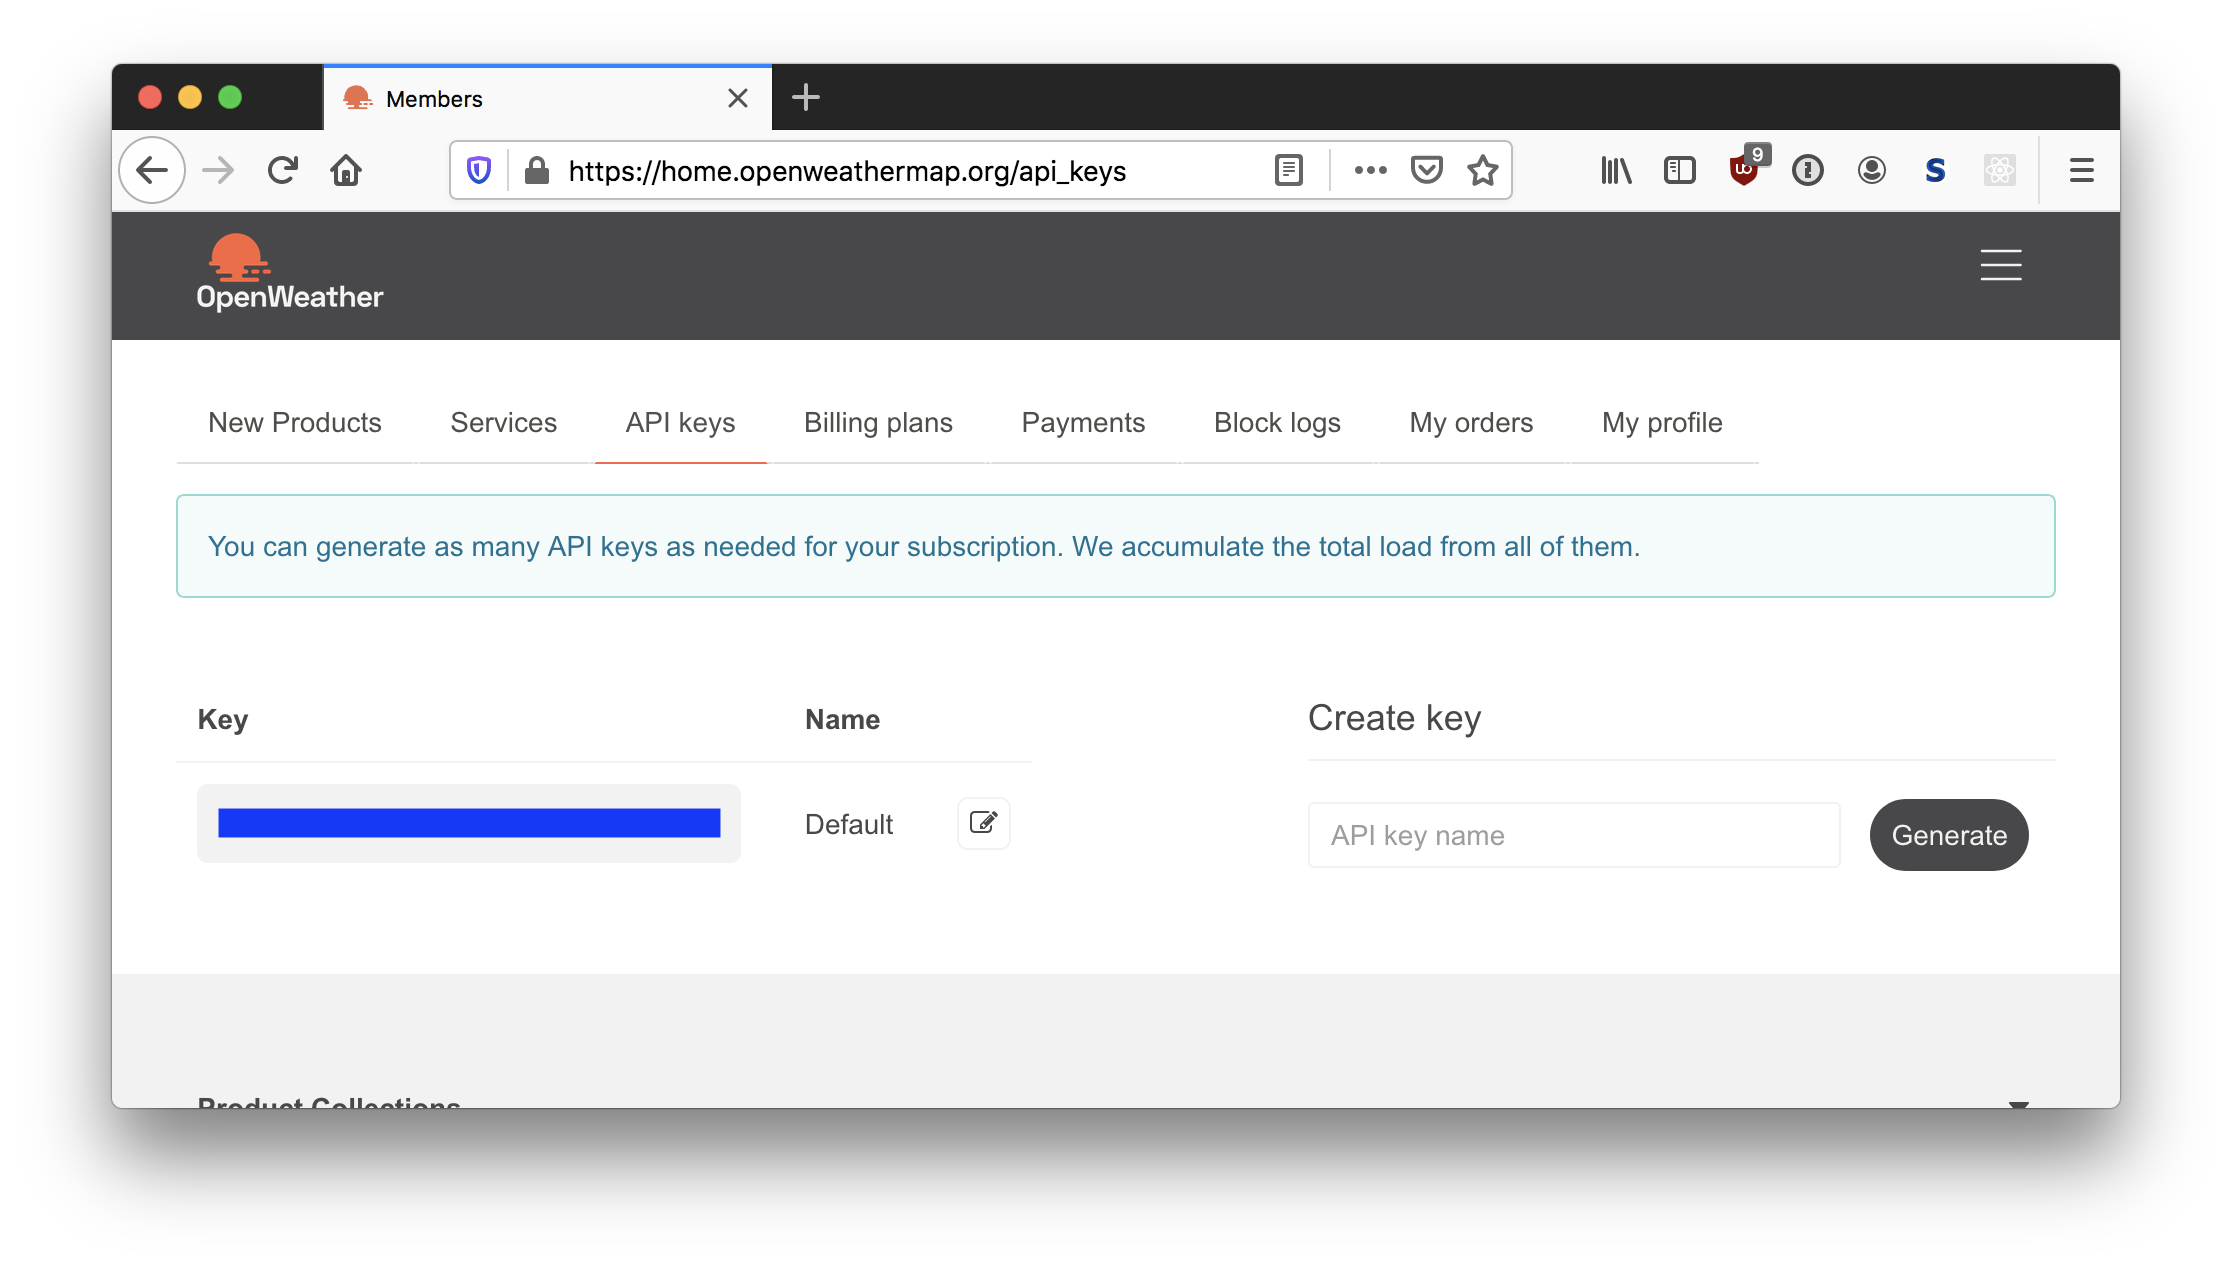 Members
https://home.openweathermap.org/api_keys
9
S
OpenWeather
New Products Services API keys Billing plans Payments Block logs My orders My profile
You can generate as many API keys as needed for your subscription. We accumulate the total load from all of them.
Key Name Create key
Default API key name Generate
Product Collections